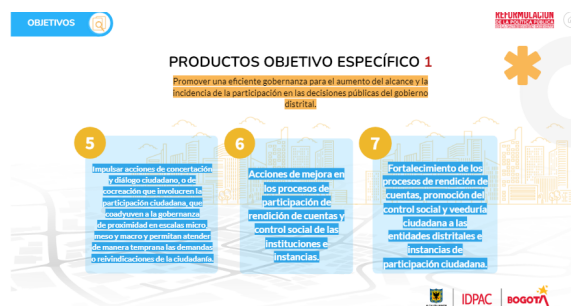 OBJETIVOS
REFORMULACIÓN
DE LA POLÍTICA PÚBLICA
PRODUCTOS OBJETIVO ESPECÍFICO 1
Promover una eficiente gobernanza para el aumento del alcance y la
incidencia de la participación en las decisiones públicas del gobierno
distrital.
5
Impulsar acciones de concertación
y diálogo ciudadano, o de
cocreación que involucren la
participación ciudadana, que
coadyuven a la gobernanza
de proximidad en escalas micro,
meso y macro y permitan atender
de manera temprana las demandas
o reivindicaciones de la ciudadanía.
6
Acciones de mejora en
los procesos de
participación de
rendición de cuentas y
control social de las
instituciones e
instancias.
7
Fortalecimiento de los
procesos de rendición de
cuentas, promoción del
control social y veeduría
ciudadana a las
entidades distritales e
instancias de
participación ciudadana.
IDPAC
BOGOTÁ